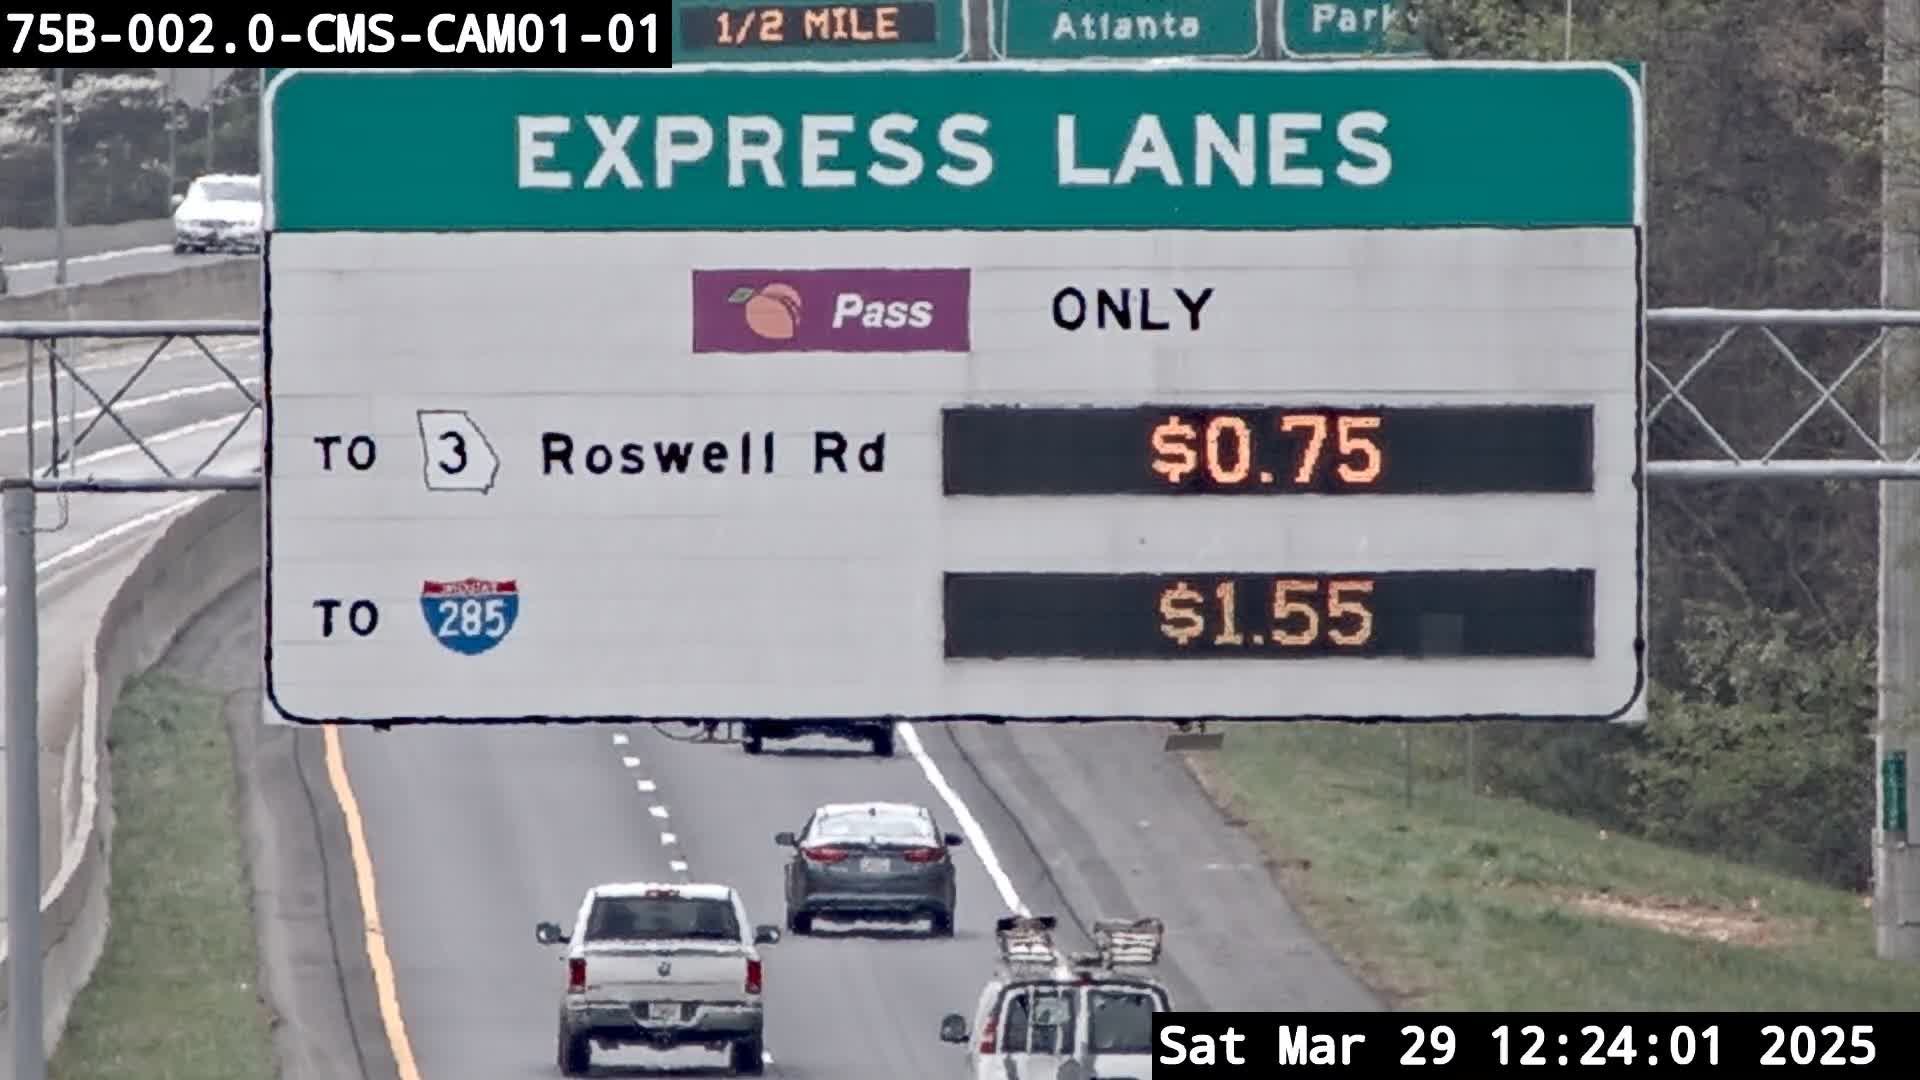 75B-002.0-CMS-CAM01-01
1/2 MILE
Atlanta
EXPRESS LANES
Pass ONLY
TO 3 Roswell Rd $0.75
TO INTERSTATE 285 $1.55
Sat Mar 29 12:24:01 2025